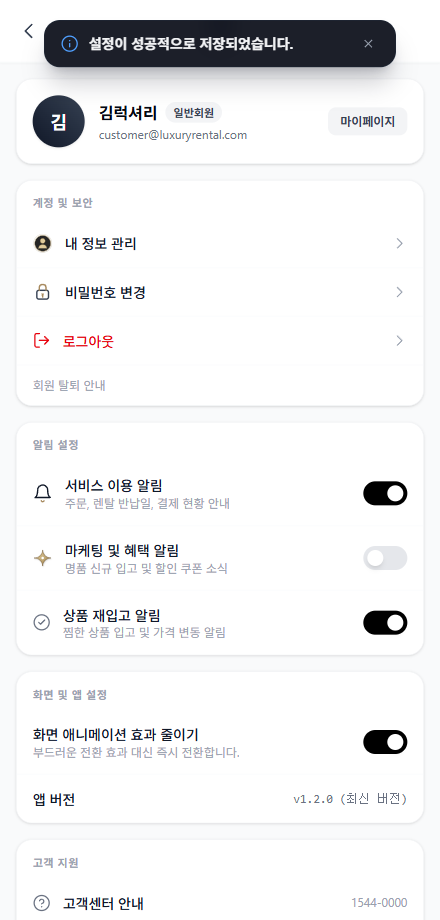 설정이 성공적으로 저장되었습니다.
김
김럭셔리
일반회원
customer@luxuryrental.com
마이페이지
계정 및 보안
내 정보 관리
비밀번호 변경
로그아웃
회원 탈퇴 안내
알림 설정
서비스 이용 알림
주문, 렌탈 반납일, 결제 현황 안내
마케팅 및 혜택 알림
명품 신규 입고 및 할인 쿠폰 소식
상품 재입고 알림
찜한 상품 입고 및 가격 변동 알림
화면 및 앱 설정
화면 애니메이션 효과 줄이기
부드러운 전환 효과 대신 즉시 전환합니다.
앱 버전
v1.2.0 (최신 버전)
고객 지원
고객센터 안내
1544-0000